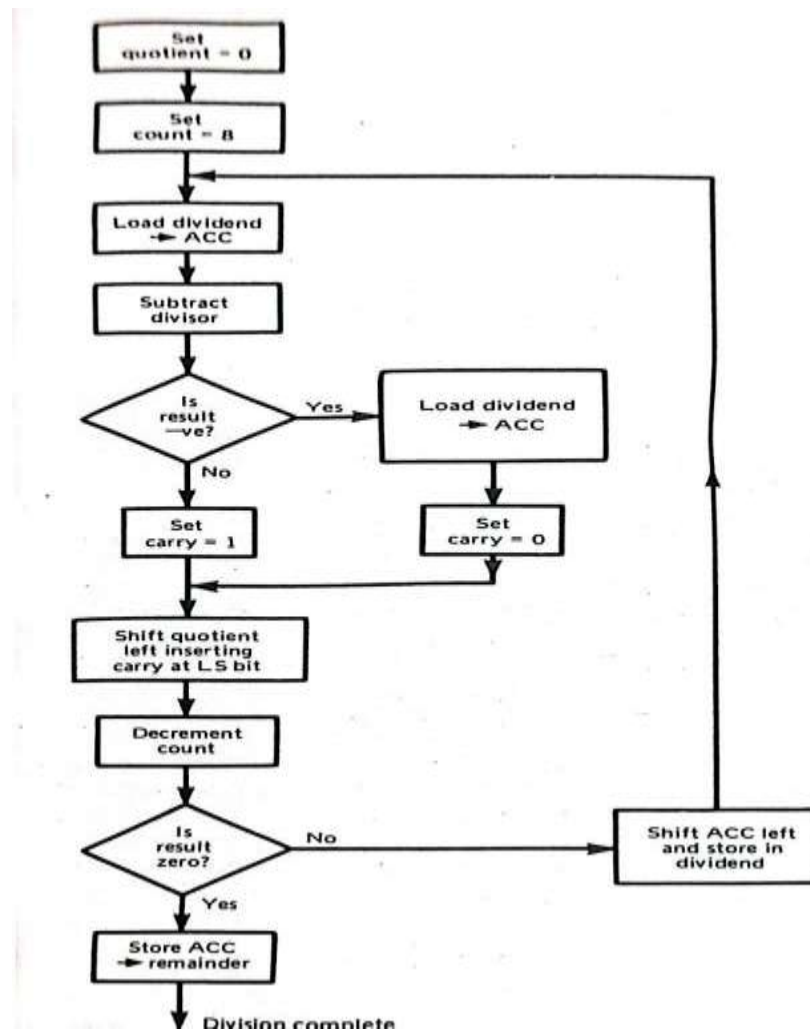 Set
quotient = 0
Set
count = 8
Load dividend
→ ACC
Subtract
divisor
Is
result
—ve?
Yes
Load dividend
→ ACC
No
Set
carry = 1
Set
carry = 0
Shift quotient
left inserting
carry at LS bit
Decrement
count
Is
result
zero?
No
Shift ACC left
and store in
dividend
Yes
Store ACC
→ remainder
Division complete